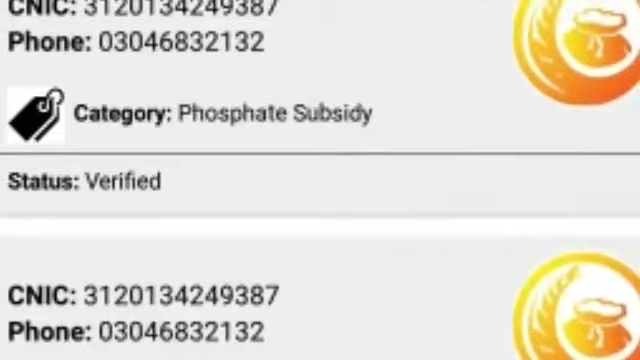 CNIC: 3120134249387
Phone: 03046832132
Category: Phosphate Subsidy
Status: Verified
CNIC: 3120134249387
Phone: 03046832132